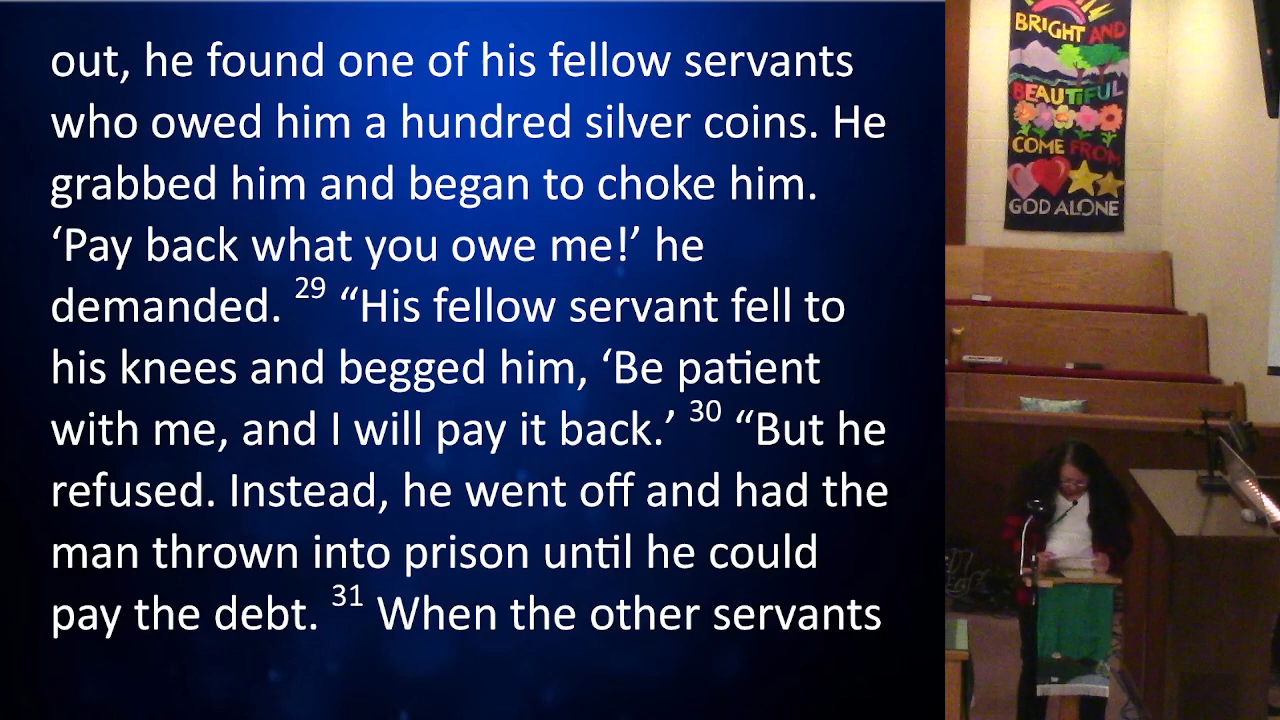 out, he found one of his fellow servants
who owed him a hundred silver coins. He
grabbed him and began to choke him.
‘Pay back what you owe me!’ he
demanded. 29 “His fellow servant fell to
his knees and begged him, ‘Be patient
with me, and I will pay it back.’ 30 “But he
refused. Instead, he went off and had the
man thrown into prison until he could
pay the debt. 31 When the other servants
BRIGHT AND
BEAUTIFUL
COME FROM
GOD ALONE